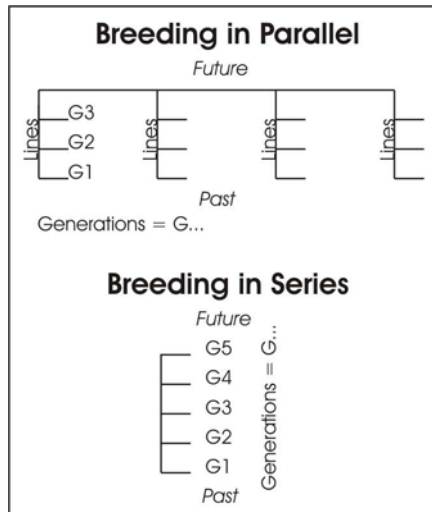 Breeding in Parallel
Future
Lines
G3
G2
G1
Lines
Lines
Lines
Past
Generations = G...
Breeding in Series
Future
G5
G4
G3
G2
G1
Generations = G...
Past